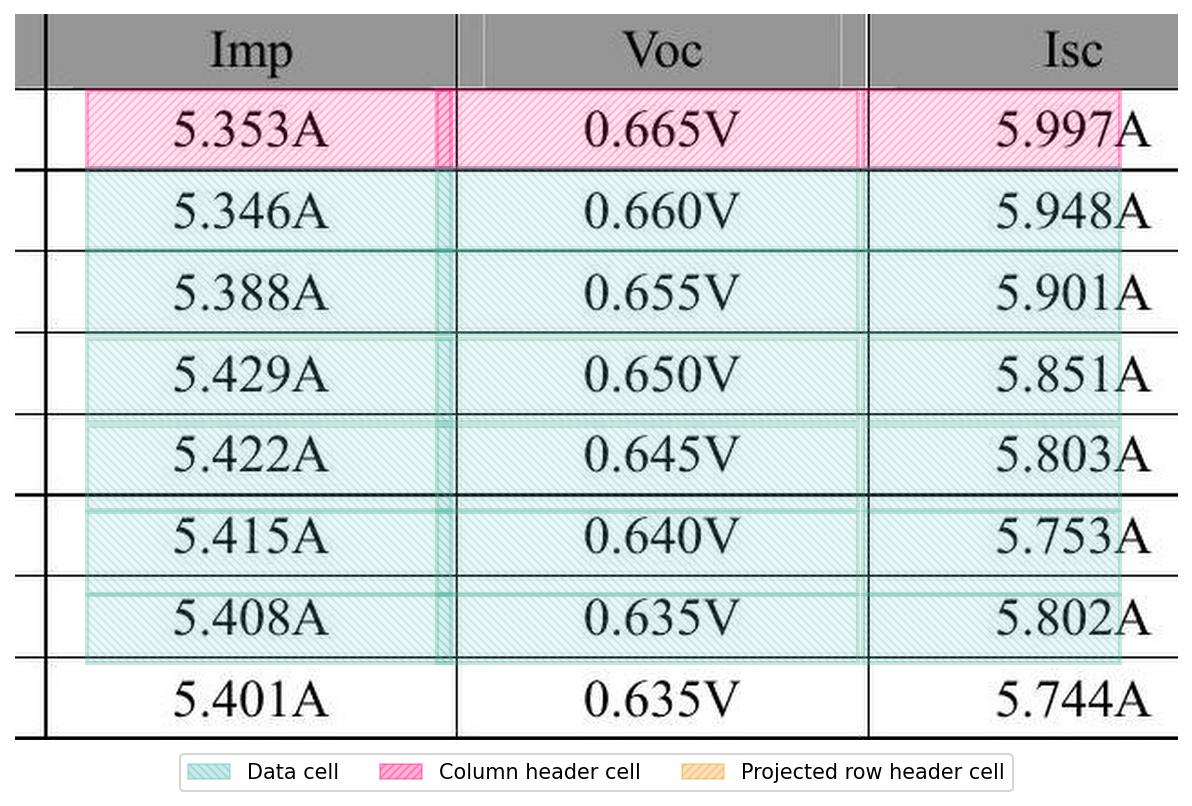 Imp Voc Isc
5.353A 0.665V 5.997A
5.346A 0.660V 5.948A
5.388A 0.655V 5.901A
5.429A 0.650V 5.851A
5.422A 0.645V 5.803A
5.415A 0.640V 5.753A
5.408A 0.635V 5.802A
5.401A 0.635V 5.744A
Data cell Column header cell Projected row header cell